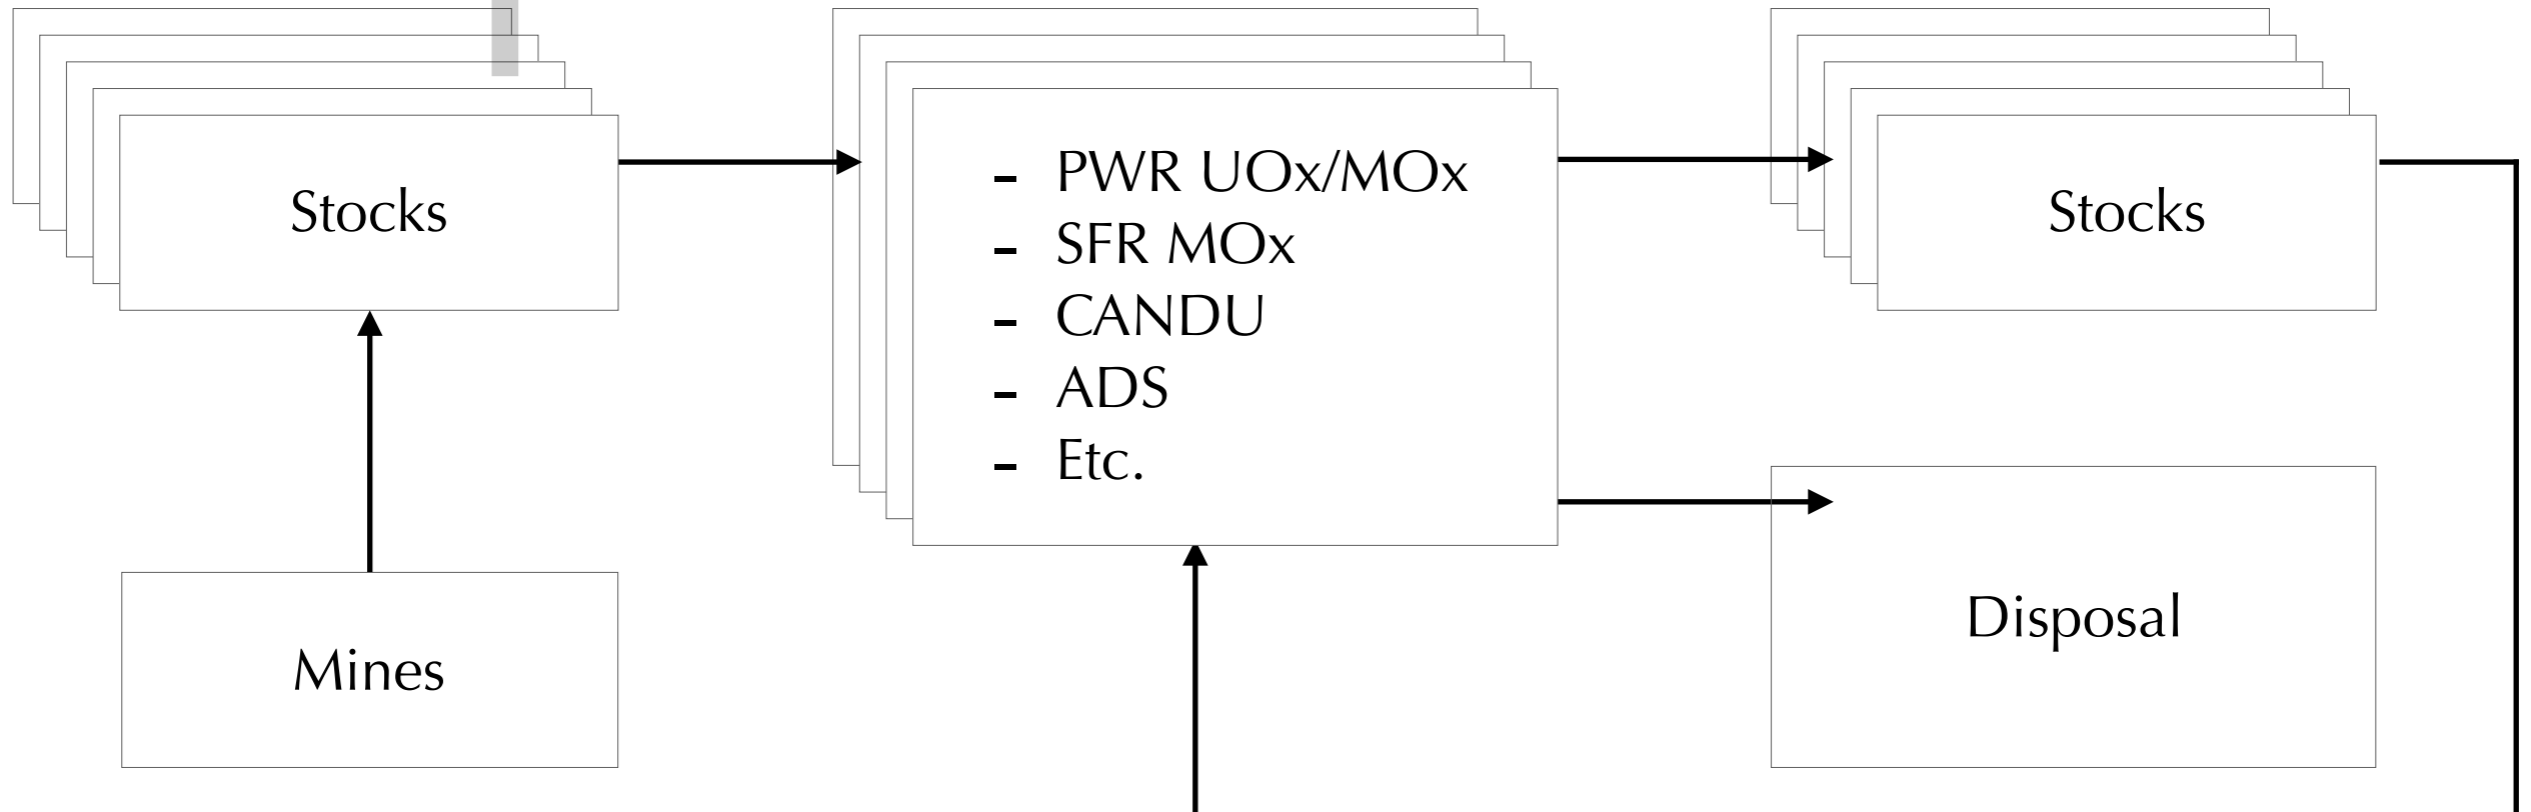 Stocks
Mines
- PWR UOx/MOx
- SFR MOx
- CANDU
- ADS
- Etc.
Stocks
Disposal